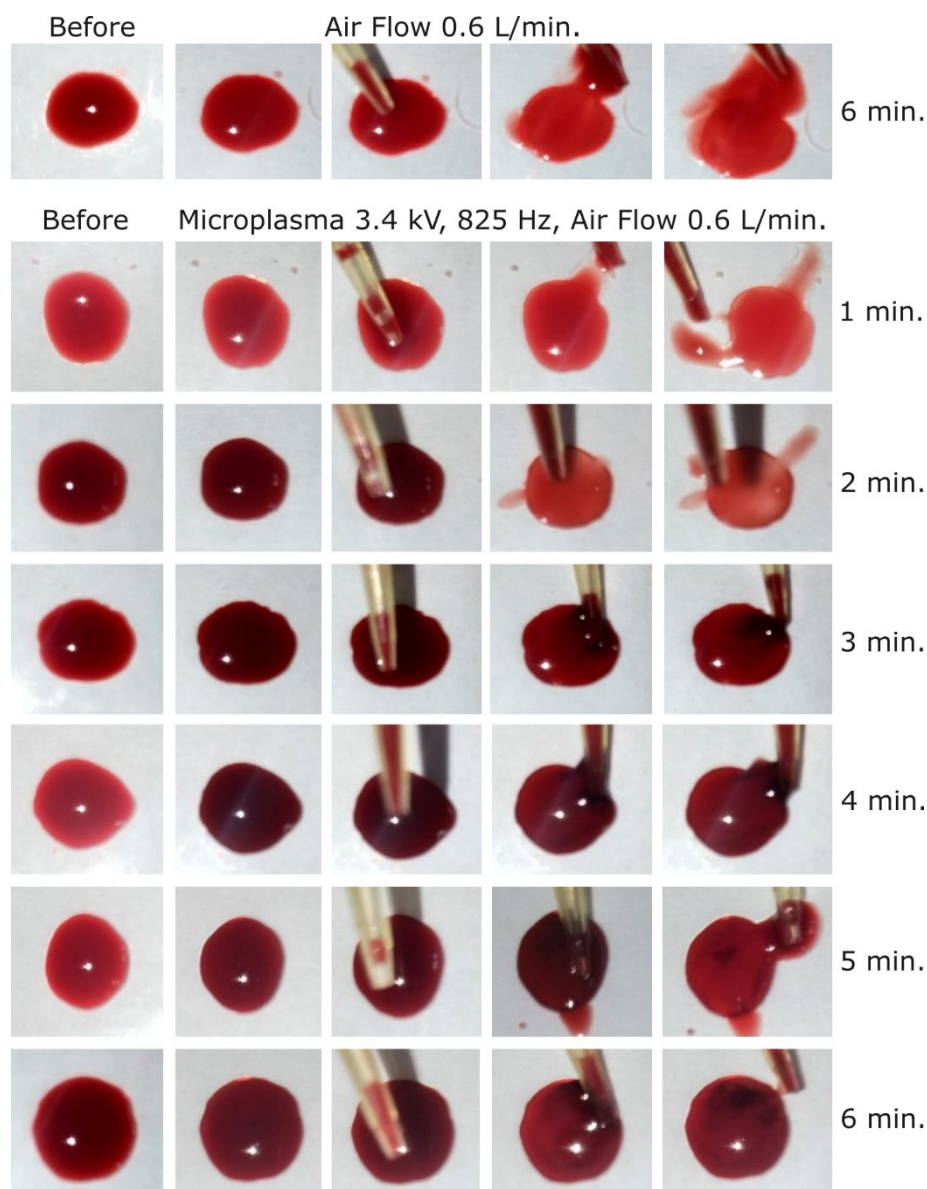 Before Air Flow 0.6 L/min.
6 min.
Before Microplasma 3.4 kV, 825 Hz, Air Flow 0.6 L/min.
1 min.
2 min.
3 min.
4 min.
5 min.
6 min.